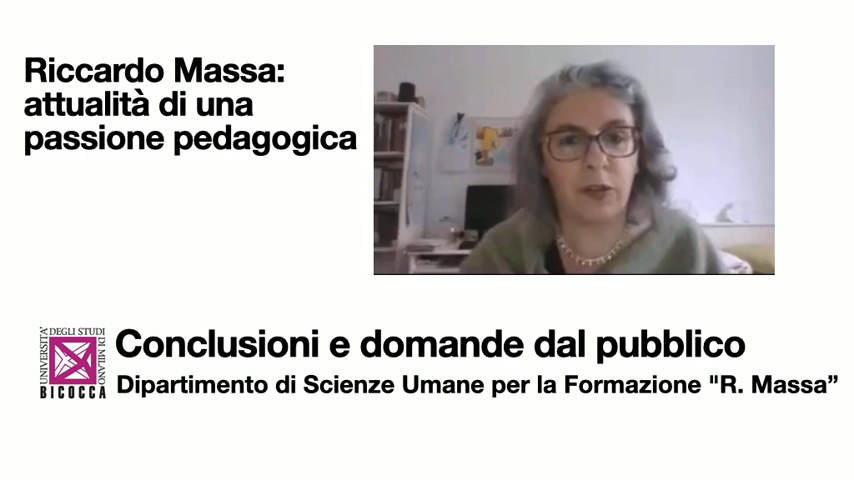 Riccardo Massa:
attualità di una
passione pedagogica
UNIVERSITA'
DEGLI STUDI
DI MILANO
BICOCCA
Conclusioni e domande dal pubblico
Dipartimento di Scienze Umane per la Formazione "R. Massa”